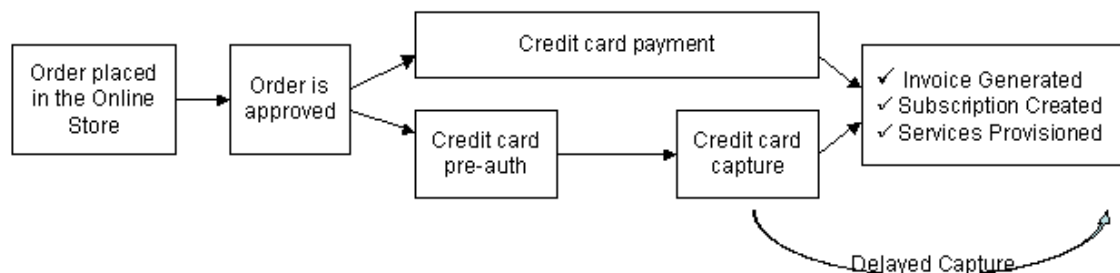 Order placed
in the Online
Store
Order is
approved
Credit card payment
Credit card
pre-auth
Credit card
capture
✓ Invoice Generated
✓ Subscription Created
✓ Services Provisioned
Delayed Capture